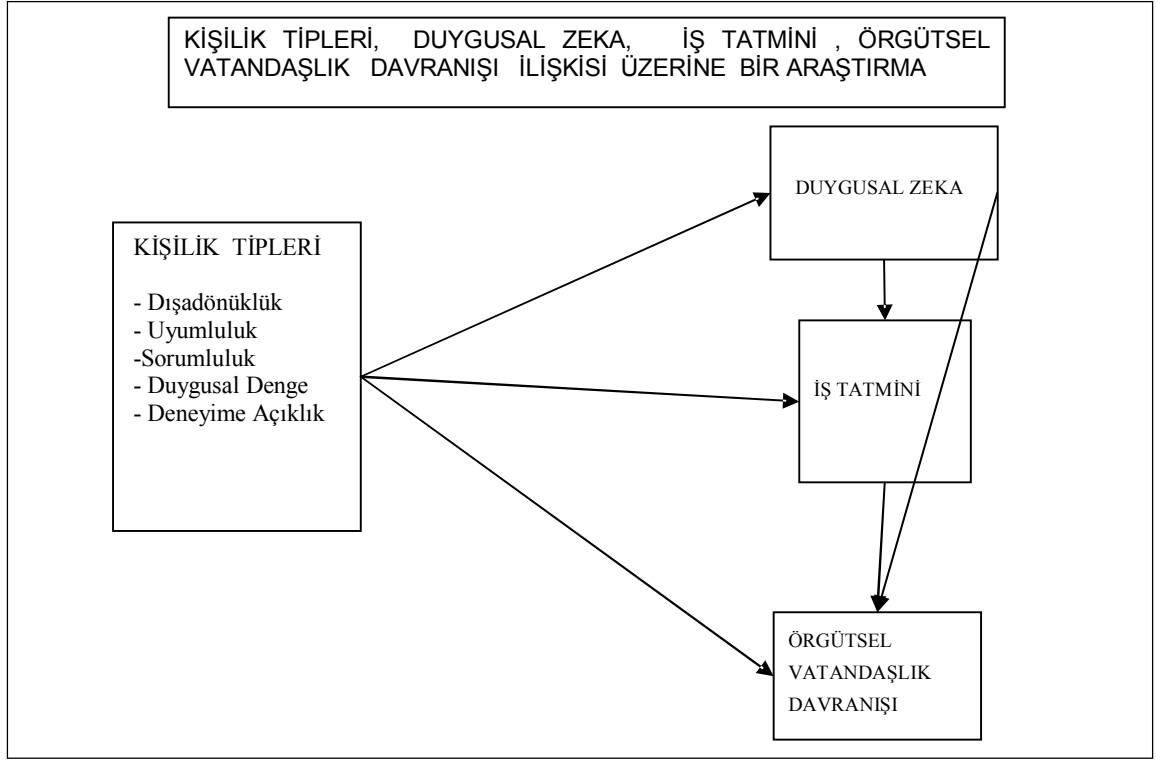 KİŞİLİK TİPLERİ, DUYGUSAL ZEKA, İŞ TATMİNİ , ÖRGÜTSEL
VATANDAŞLIK DAVRANIŞI İLİŞKİSİ ÜZERİNE BİR ARAŞTIRMA
DUYGUSAL ZEKA
KİŞİLİK TİPLERİ
- Dışadönüklük
- Uyumluluk
-Sorumluluk
- Duygusal Denge
- Deneyime Açıklık
İŞ TATMİNİ
ÖRGÜTSEL
VATANDAŞLIK
DAVRANIŞI